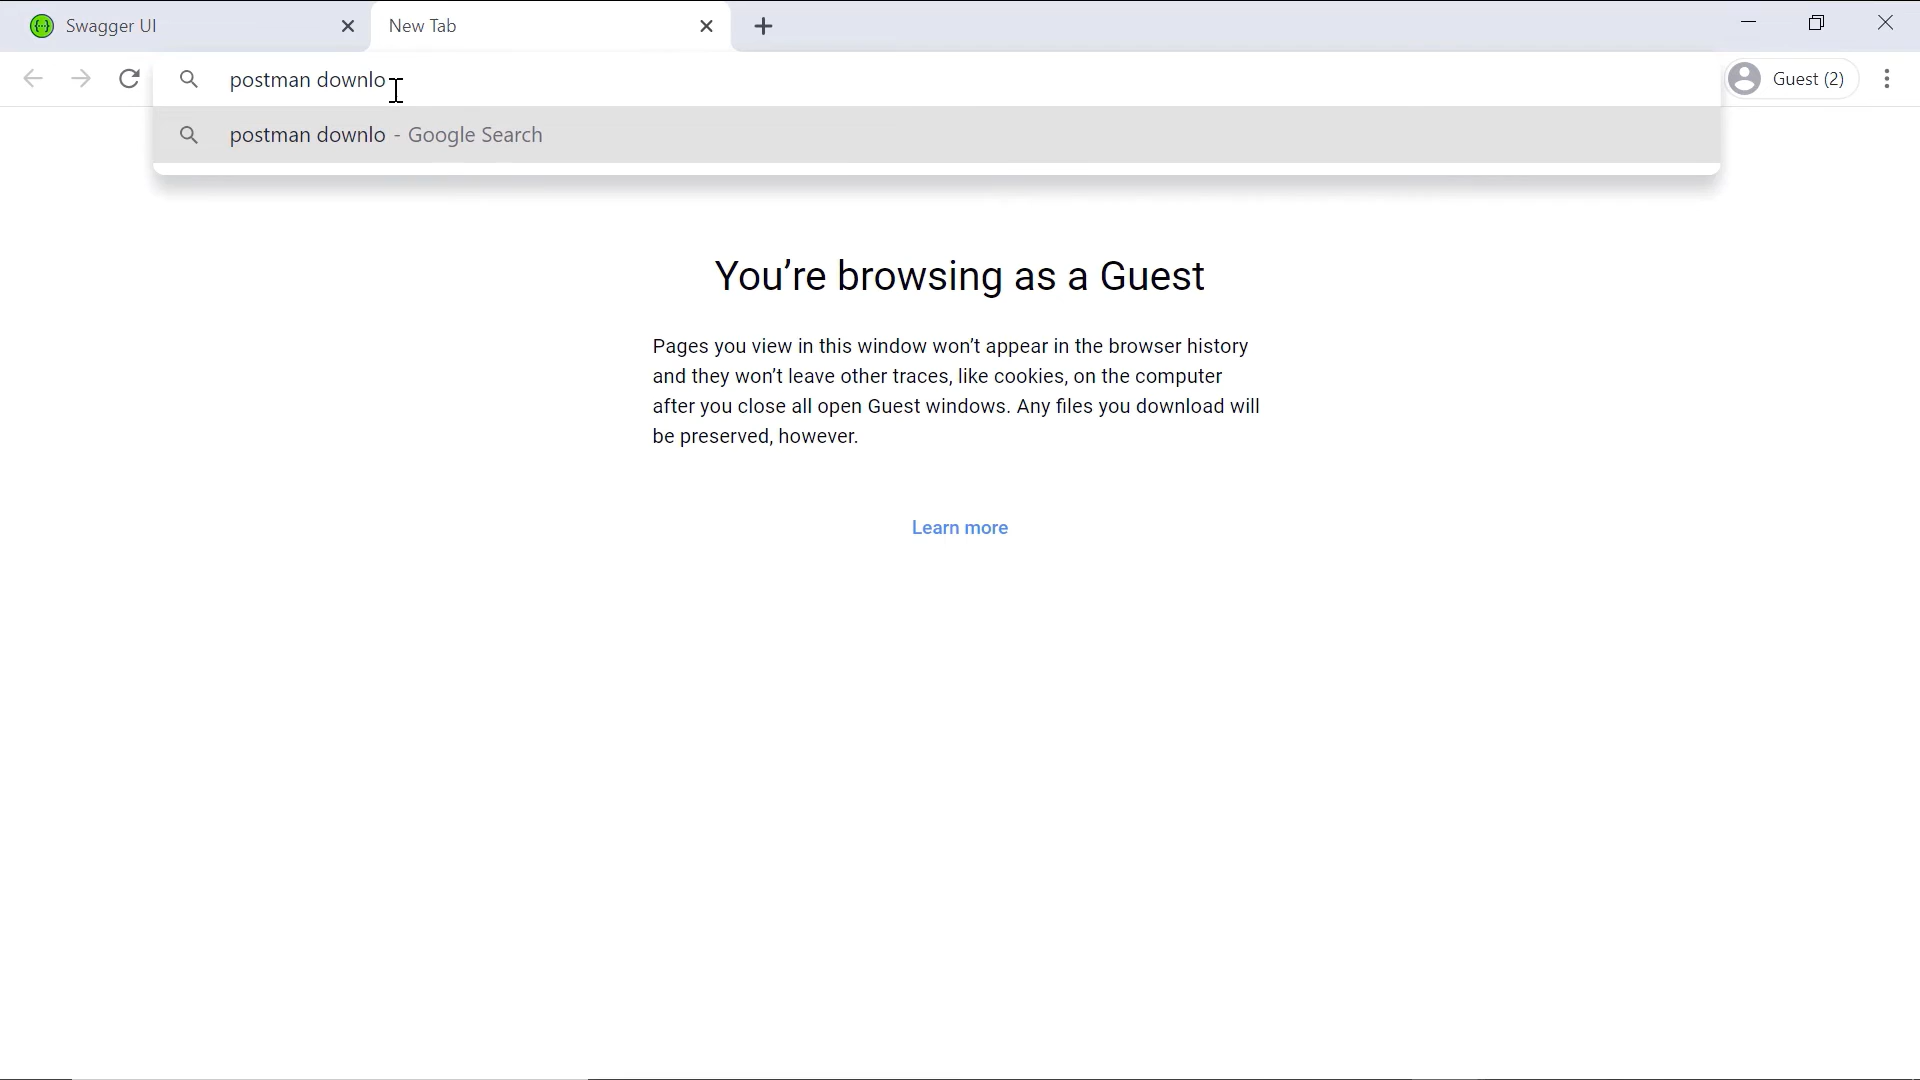 Swagger UI
New Tab
postman downlo
Guest (2)
postman downlo - Google Search
You're browsing as a Guest
Pages you view in this window won't appear in the browser history
and they won't leave other traces, like cookies, on the computer
after you close all open Guest windows. Any files you download will
be preserved, however.
Learn more